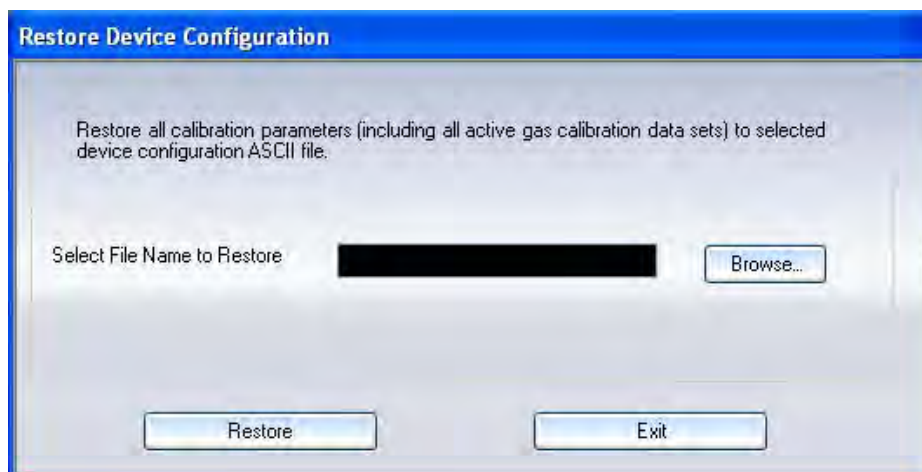 Restore Device Configuration
Restore all calibration parameters (including all active gas calibration data sets) to selected
device configuration ASCII file.
Select File Name to Restore
Browse...
Restore
Exit